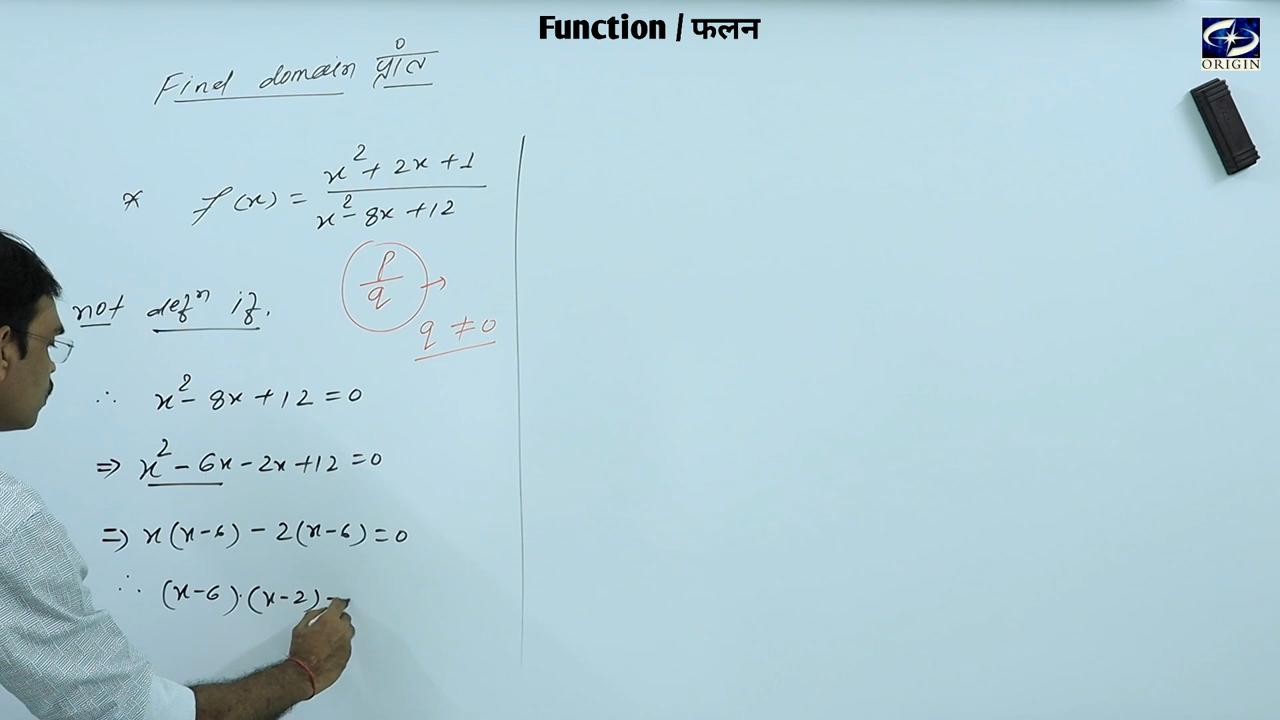 Function / फलन
ORIGIN
Find domain प्रांत
* f(x) = (x² + 2x + 1)/(x² - 8x + 12)
p/q →
q ≠ 0
not defⁿ if.
∴ x² - 8x + 12 = 0
⇒ x² - 6x - 2x + 12 = 0
⇒ x(x-6) - 2(x-6) = 0
∴ (x-6)·(x-2) =